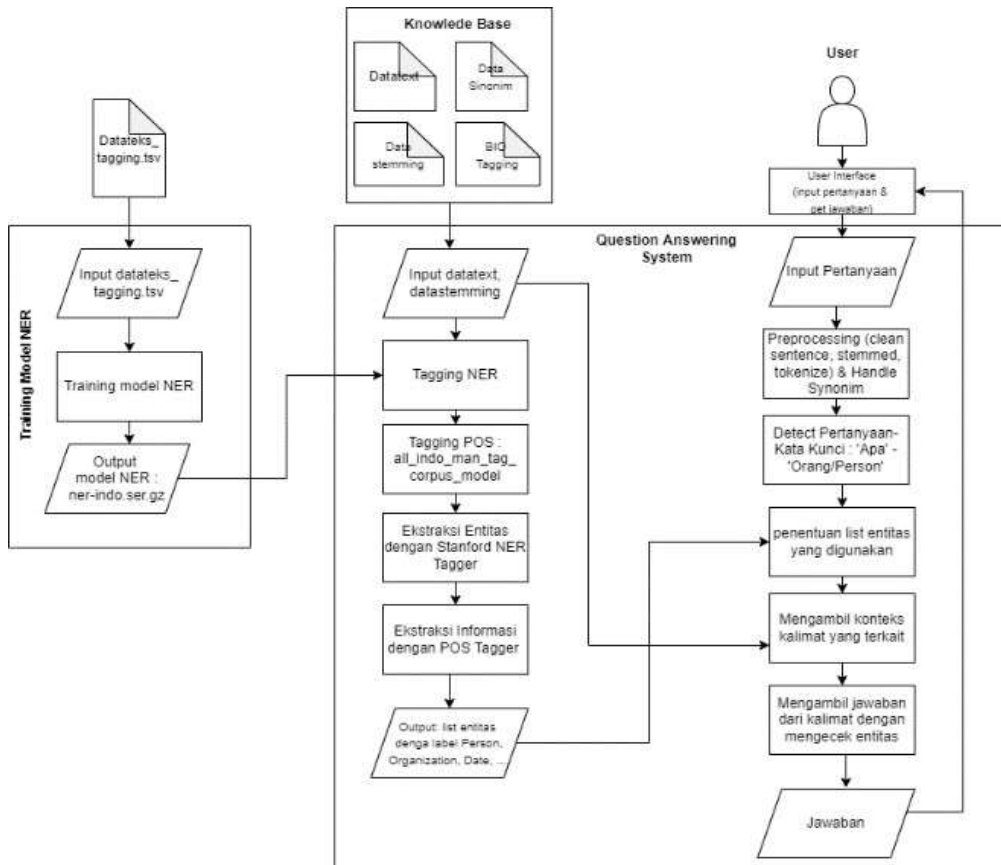 Knowlede Base
Datatext
Data
Sinonim
Data
stemming
BIO
Tagging
User
User Interface
(input pertanyaan &
get jawaban)
Datateks_
tagging.tsv
Training Model NER
Input datateks_
tagging.tsv
Training model NER
Output
model NER :
ner-indo.ser.gz
Question Answering
System
Input datatext,
datastemming
Tagging NER
Tagging POS :
all_indo_man_tag_
corpus_model
Ekstraksi Entitas
dengan Stanford NER
Tagger
Ekstraksi Informasi
dengan POS Tagger
Output: list entitas
denga label Person,
Organization, Date, ...
Input Pertanyaan
Preprocessing (clean
sentence, stemmed,
tokenize) & Handle
Synonim
Detect Pertanyaan-
Kata Kunci : 'Apa' -
'Orang/Person'
penentuan list entitas
yang digunakan
Mengambil konteks
kalimat yang terkait
Mengambil jawaban
dari kalimat dengan
mengecek entitas
Jawaban